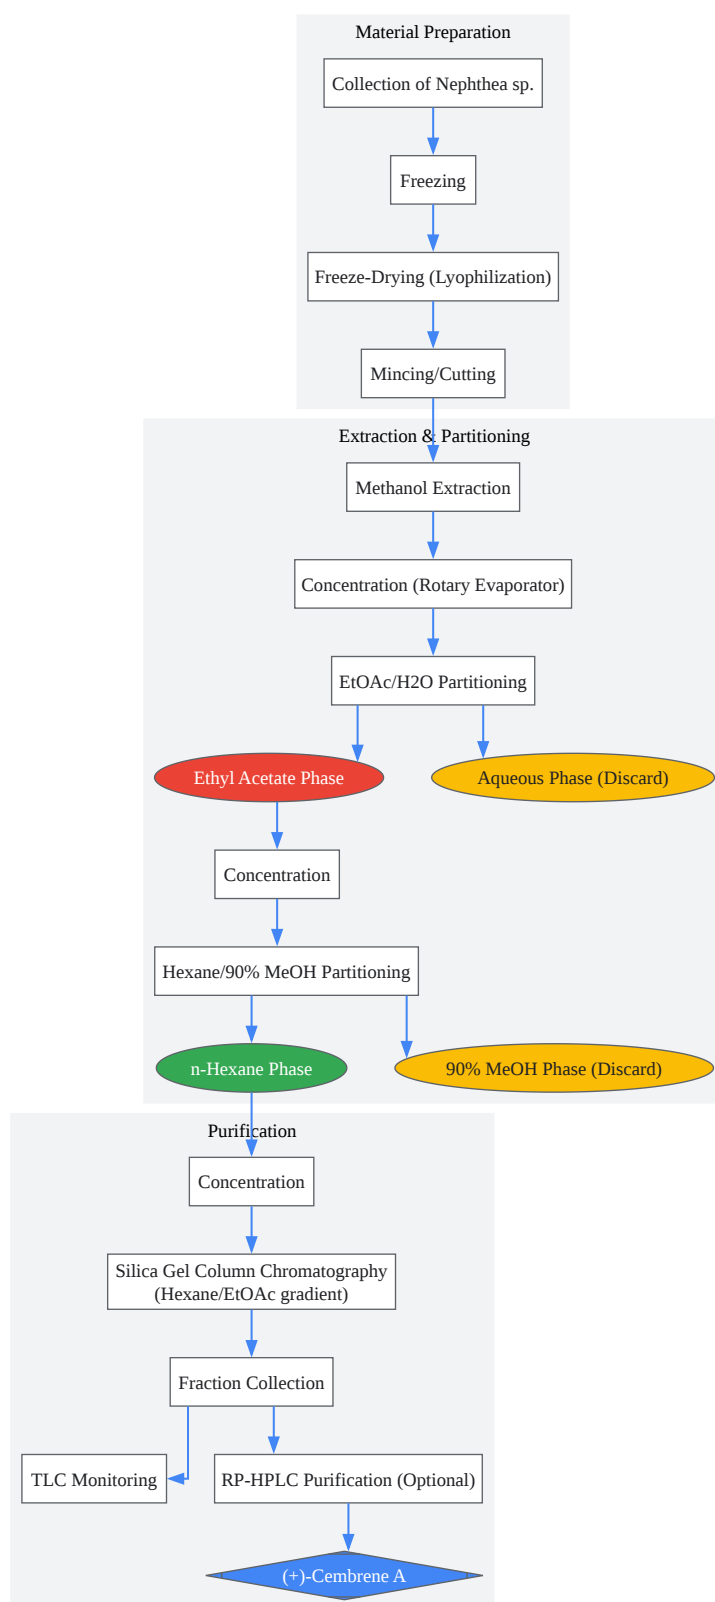 Material Preparation
Collection of Nephthea sp.
Freezing
Freeze-Drying (Lyophilization)
Mincing/Cutting
Extraction & Partitioning
Methanol Extraction
Concentration (Rotary Evaporator)
EtOAc/H2O Partitioning
Ethyl Acetate Phase
Aqueous Phase (Discard)
Concentration
Hexane/90% MeOH Partitioning
n-Hexane Phase
90% MeOH Phase (Discard)
Purification
Concentration
Silica Gel Column Chromatography
(Hexane/EtOAc gradient)
Fraction Collection
TLC Monitoring
RP-HPLC Purification (Optional)
(+)-Cembrene A